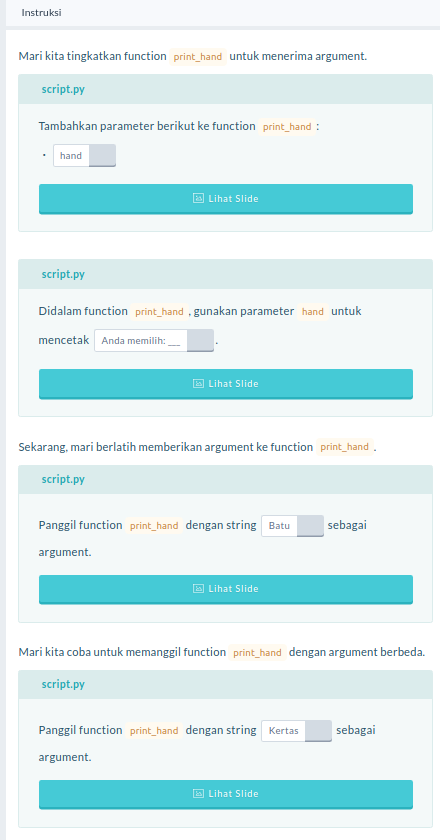 Instruksi
Mari kita tingkatkan function print_hand untuk menerima argument.
script.py
Tambahkan parameter berikut ke function print_hand :
• hand
Lihat Slide
script.py
Didalam function print_hand , gunakan parameter hand untuk
mencetak Anda memilih: __ .
Lihat Slide
Sekarang, mari berlatih memberikan argument ke function print_hand .
script.py
Panggil function print_hand dengan string Batu sebagai
argument.
Lihat Slide
Mari kita coba untuk memanggil function print_hand dengan argument berbeda.
script.py
Panggil function print_hand dengan string Kertas sebagai
argument.
Lihat Slide